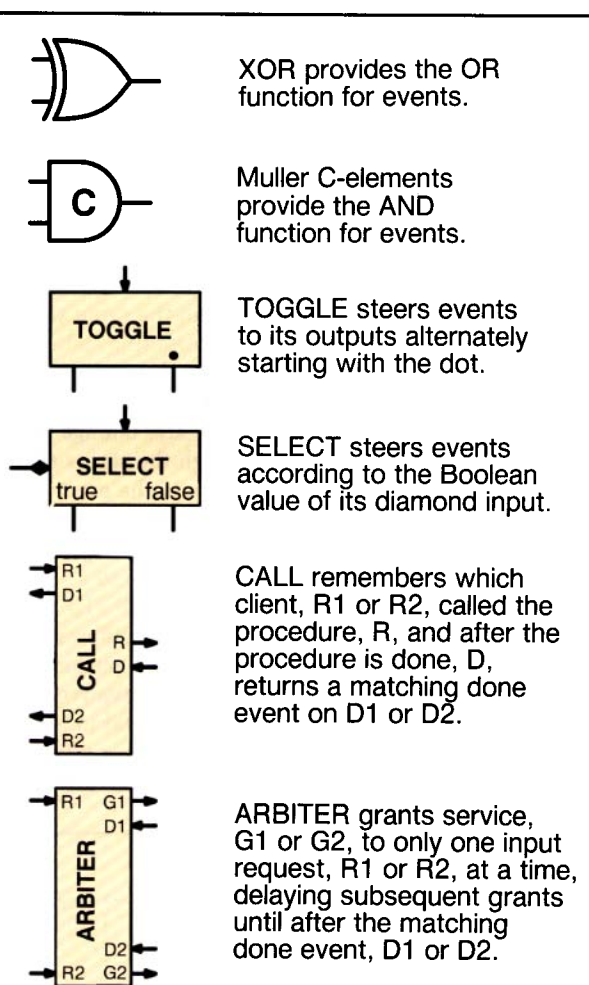 XOR provides the OR
function for events.
C
Muller C-elements
provide the AND
function for events.
TOGGLE
TOGGLE steers events
to its outputs alternately
starting with the dot.
SELECT
true false
SELECT steers events
according to the Boolean
value of its diamond input.
R1
D1
R
D
CALL
D2
R2
CALL remembers which
client, R1 or R2, called the
procedure, R, and after the
procedure is done, D,
returns a matching done
event on D1 or D2.
R1 G1
D1
ARBITER
D2
R2 G2
ARBITER grants service,
G1 or G2, to only one input
request, R1 or R2, at a time,
delaying subsequent grants
until after the matching
done event, D1 or D2.